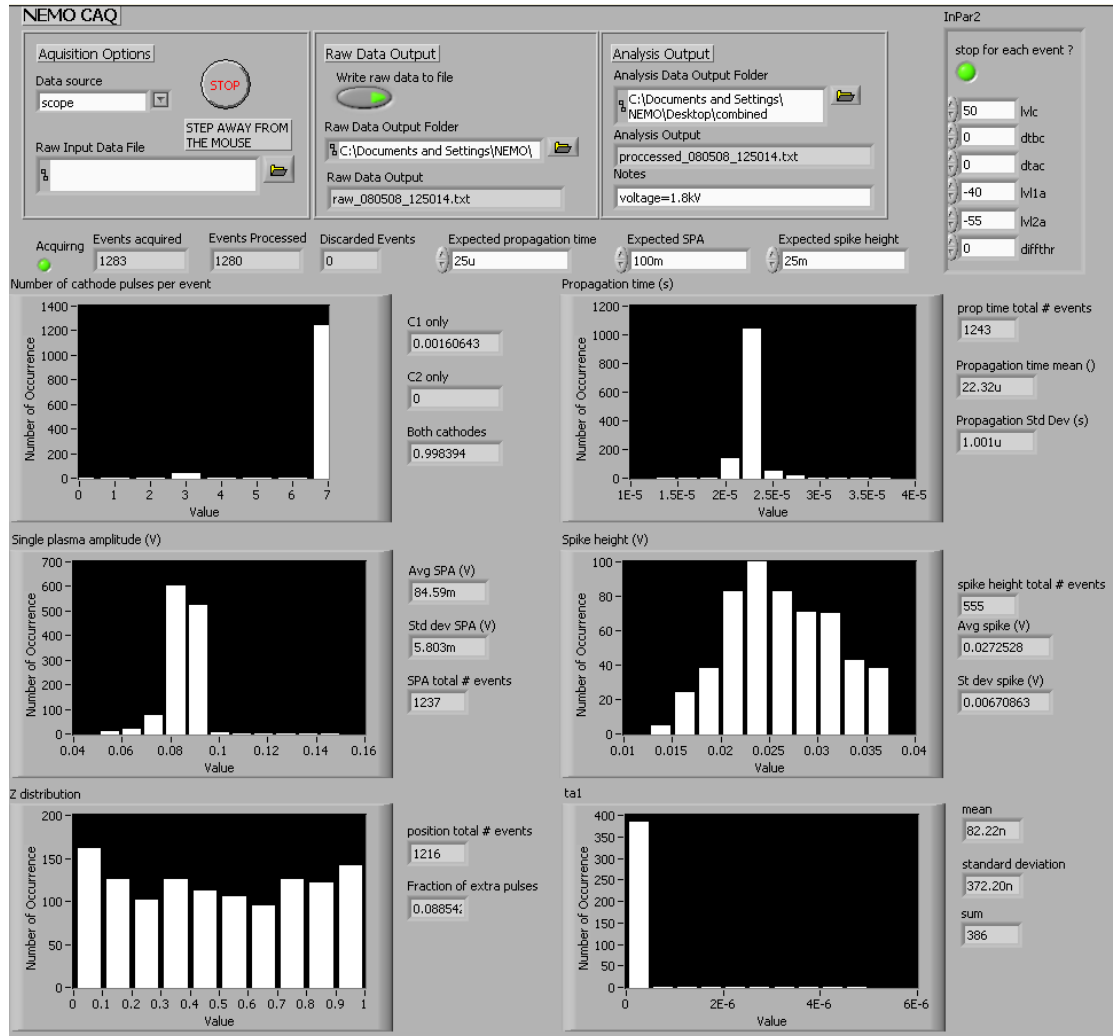 NEMO CAQ
Aquisition Options
Data source
scope
STOP
STEP AWAY FROM
THE MOUSE
Raw Input Data File
Raw Data Output
Write raw data to file
Raw Data Output Folder
C:\Documents and Settings\NEMO\
Raw Data Output
raw_080508_125014.txt
Analysis Output
Analysis Data Output Folder
C:\Documents and Settings\
NEMO\Desktop\combined
Analysis Output
proccessed_080508_125014.txt
Notes
voltage=1.8kV
InPar2
stop for each event ?
50 lvlc
0 dtbc
0 dtac
-40 lvl1a
-55 lvl2a
0 diffthr
Acquirng
Events acquired
1283
Events Processed
1280
Discarded Events
0
Expected propagation time
25u
Expected SPA
100m
Expected spike height
25m
Number of cathode pulses per event
Number of Occurrence
1400
1200
1000
800
600
400
200
0
0 1 2 3 4 5 6 7
Value
C1 only
0.00160643
C2 only
0
Both cathodes
0.998394
Propagation time (s)
Number of Occurrence
1200
1000
800
600
400
200
0
1E-5 1.5E-5 2E-5 2.5E-5 3E-5 3.5E-5 4E-5
Value
prop time total # events
1243
Propagation time mean ()
22.32u
Propagation Std Dev (s)
1.001u
Single plasma amplitude (V)
Number of Occurrence
700
600
500
400
300
200
100
0
0.04 0.06 0.08 0.1 0.12 0.14 0.16
Value
Avg SPA (V)
84.59m
Std dev SPA (V)
5.803m
SPA total # events
1237
Spike height (V)
Number of Occurrence
100
80
60
40
20
0
0.01 0.015 0.02 0.025 0.03 0.035 0.04
Value
spike height total # events
555
Avg spike (V)
0.0272528
St dev spike (V)
0.00670863
Z distribution
Number of Occurrence
200
150
100
50
0
0 0.1 0.2 0.3 0.4 0.5 0.6 0.7 0.8 0.9 1
Value
position total # events
1216
Fraction of extra pulses
0.08854
ta1
Number of Occurrence
400
350
300
250
200
150
100
50
0
0 2E-6 4E-6 6E-6
Value
mean
82.22n
standard deviation
372.20n
sum
386